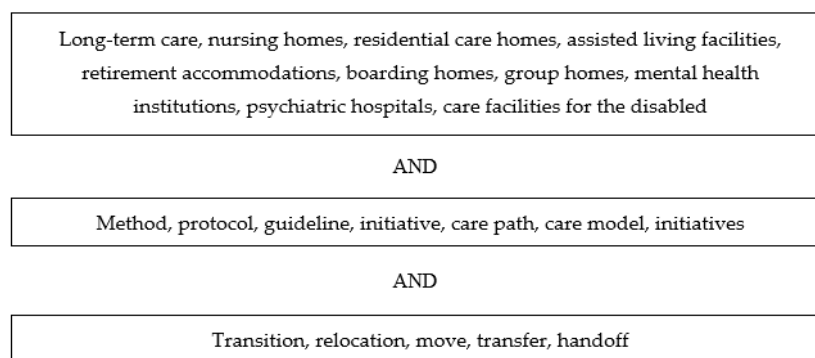 Long-term care, nursing homes, residential care homes, assisted living facilities,
retirement accommodations, boarding homes, group homes, mental health
institutions, psychiatric hospitals, care facilities for the disabled
AND
Method, protocol, guideline, initiative, care path, care model, initiatives
AND
Transition, relocation, move, transfer, handoff